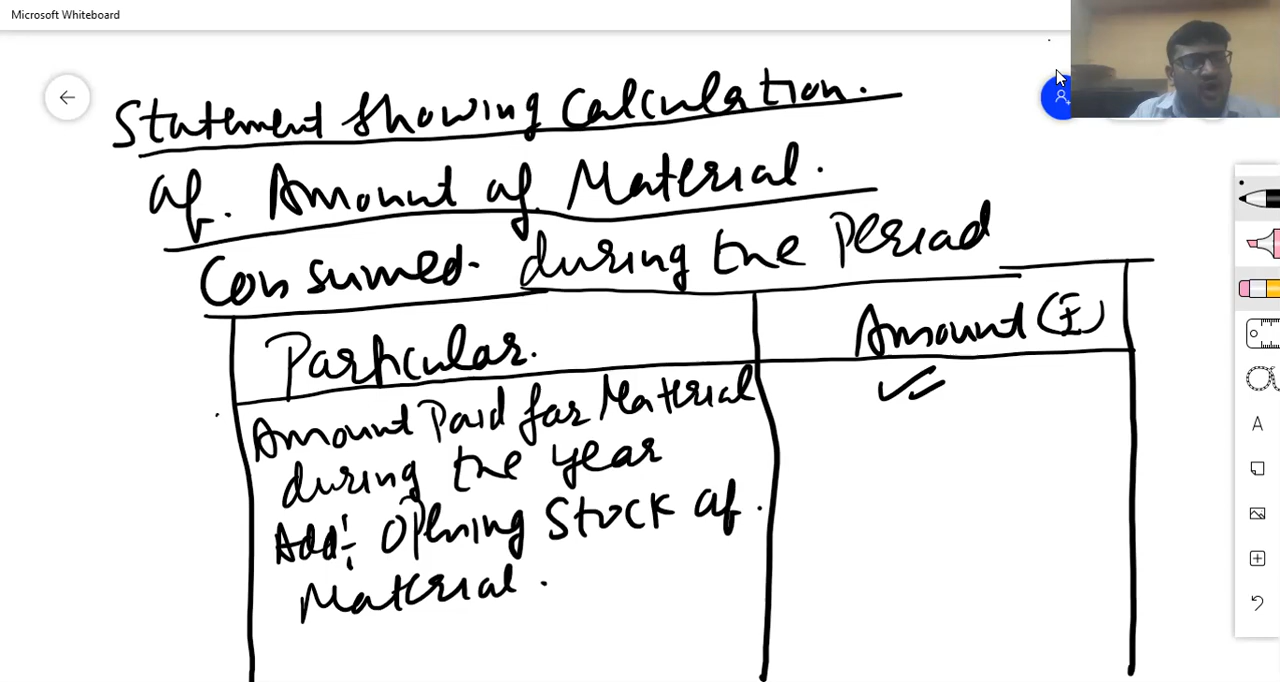 Microsoft Whiteboard
Statement Showing Calculation.
of. Amount of Material.
Consumed. during the Period
Particular. Amount (₹)
Amount Paid for Material
during the year
Add:- Opening Stock of.
Material.
A